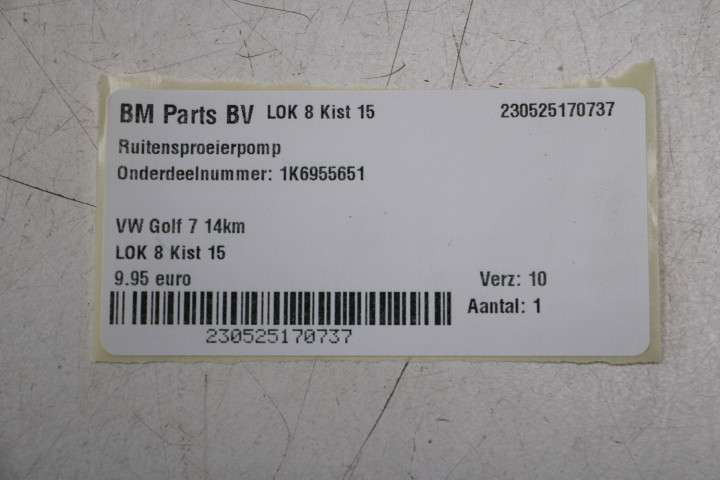 BM Parts BV LOK 8 Kist 15 230525170737
Ruitensproeierpomp
Onderdeelnummer: 1K6955651
VW Golf 7 14km
LOK 8 Kist 15
9.95 euro Verz: 10
Aantal: 1
230525170737